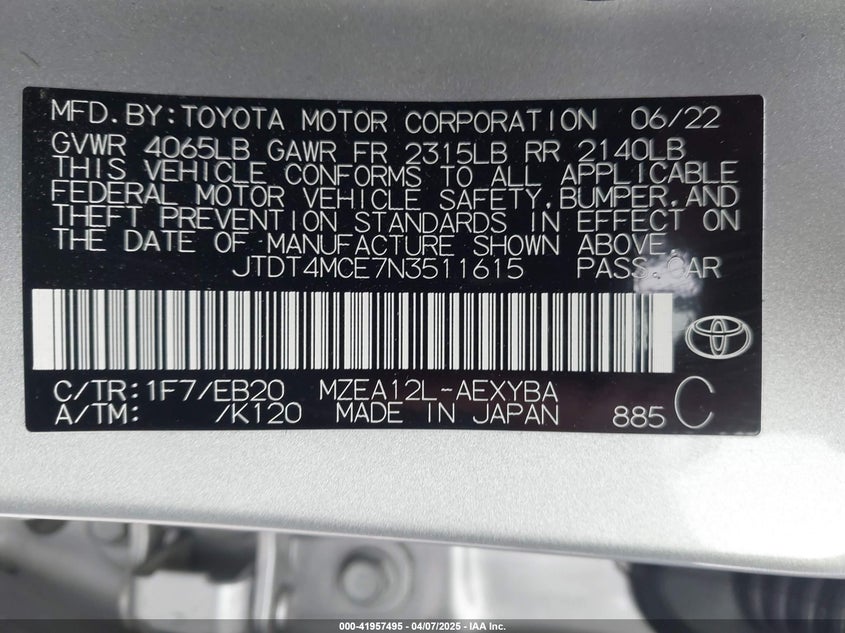 MFD.BY:TOYOTA MOTOR CORPORATION 06/22
GVWR 4065LB GAWR FR 2315LB RR 2140LB
THIS VEHICLE CONFORMS TO ALL APPLICABLE
FEDERAL MOTOR VEHICLE SAFETY,BUMPER,AND
THEFT PREVENTION STANDARDS IN EFFECT ON
THE DATE OF MANUFACTURE SHOWN ABOVE.
JTDT4MCE7N3511615 PASS.CAR
C/TR:1F7/EB20 MZEA12L-AEXYBA
A/TM: /K120 MADE IN JAPAN 885 C
000-41957495 - 04/07/2025 - IAA Inc.